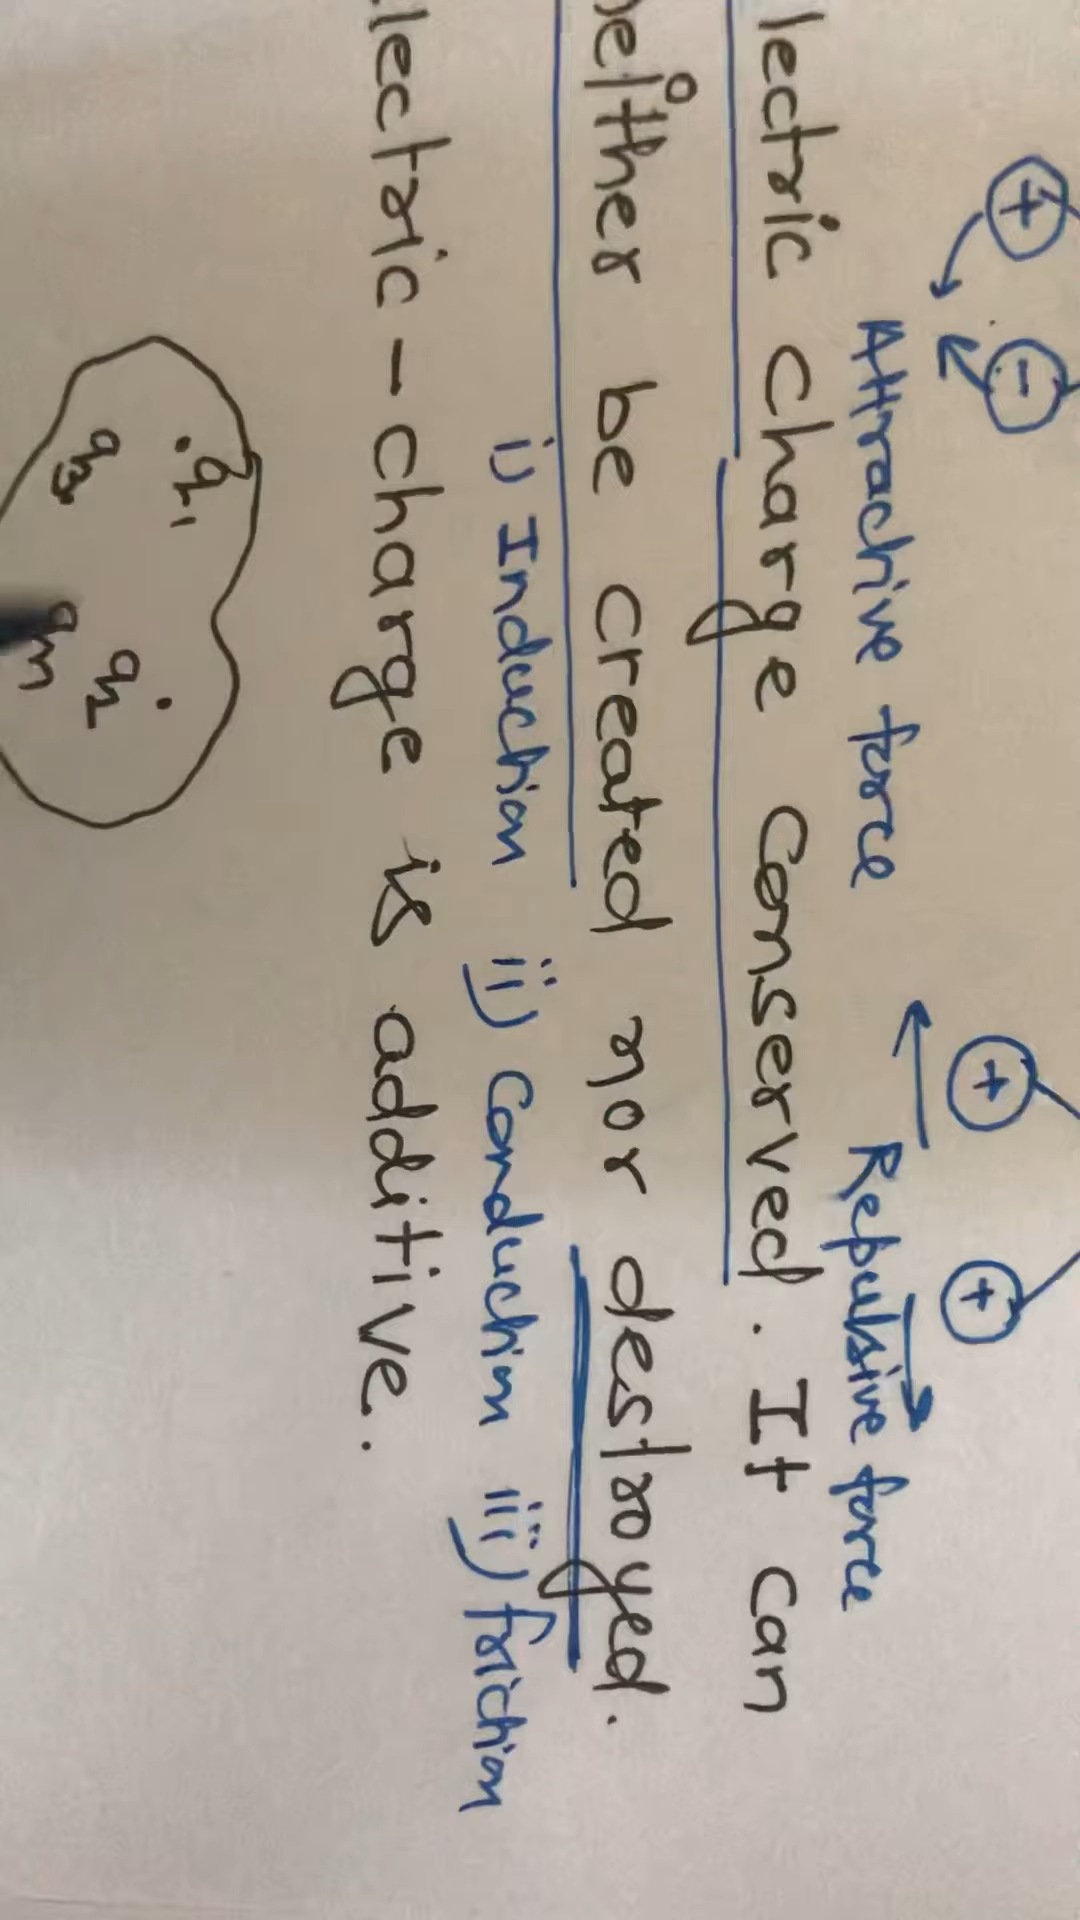 + - + +
Attractive force Repulsive force
lectric charge conserved. It can
either be created nor destroyed.
i) Induction ii) Conduction iii) friction
lectric-charge is additive.
q1 q2
q3 qn